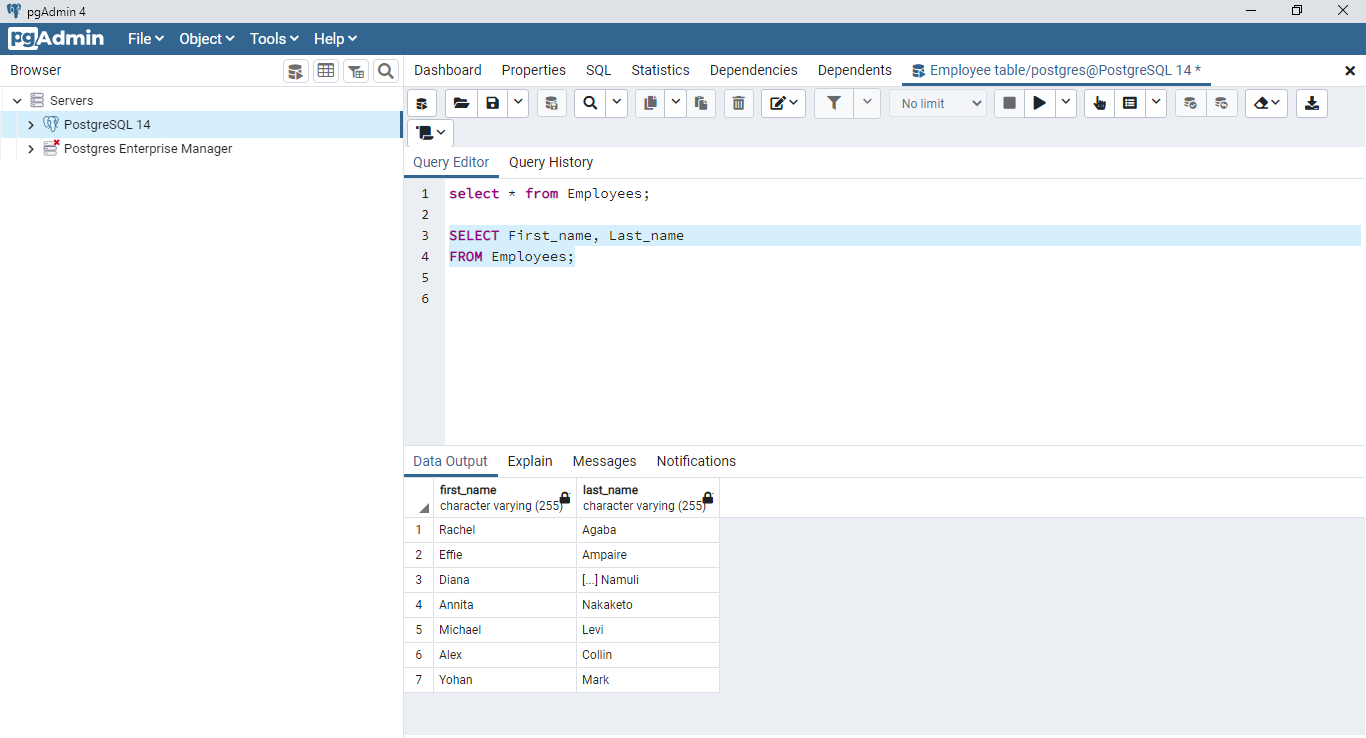 pgAdmin 4
pgAdmin File Object Tools Help
Browser
Servers
PostgreSQL 14
Postgres Enterprise Manager
Dashboard Properties SQL Statistics Dependencies Dependents Employee table/postgres@PostgreSQL 14 *
No limit
Query Editor Query History
1 select * from Employees;
2
3 SELECT First_name, Last_name
4 FROM Employees;
5
6
Data Output Explain Messages Notifications
first_name last_name
character varying (255) character varying (255)
1 Rachel Agaba
2 Effie Ampaire
3 Diana [...] Namuli
4 Annita Nakaketo
5 Michael Levi
6 Alex Collin
7 Yohan Mark